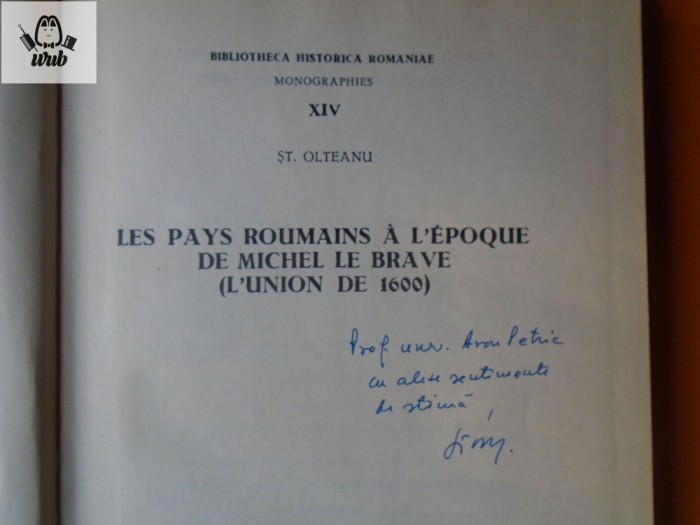 wib
BIBLIOTHECA HISTORICA ROMANIAE
MONOGRAPHIES
XIV
ŞT. OLTEANU
LES PAYS ROUMAINS À L'ÉPOQUE
DE MICHEL LE BRAVE
(L'UNION DE 1600)
Prof. univ. Aron Petric
cu alese sentimente
de stimă,